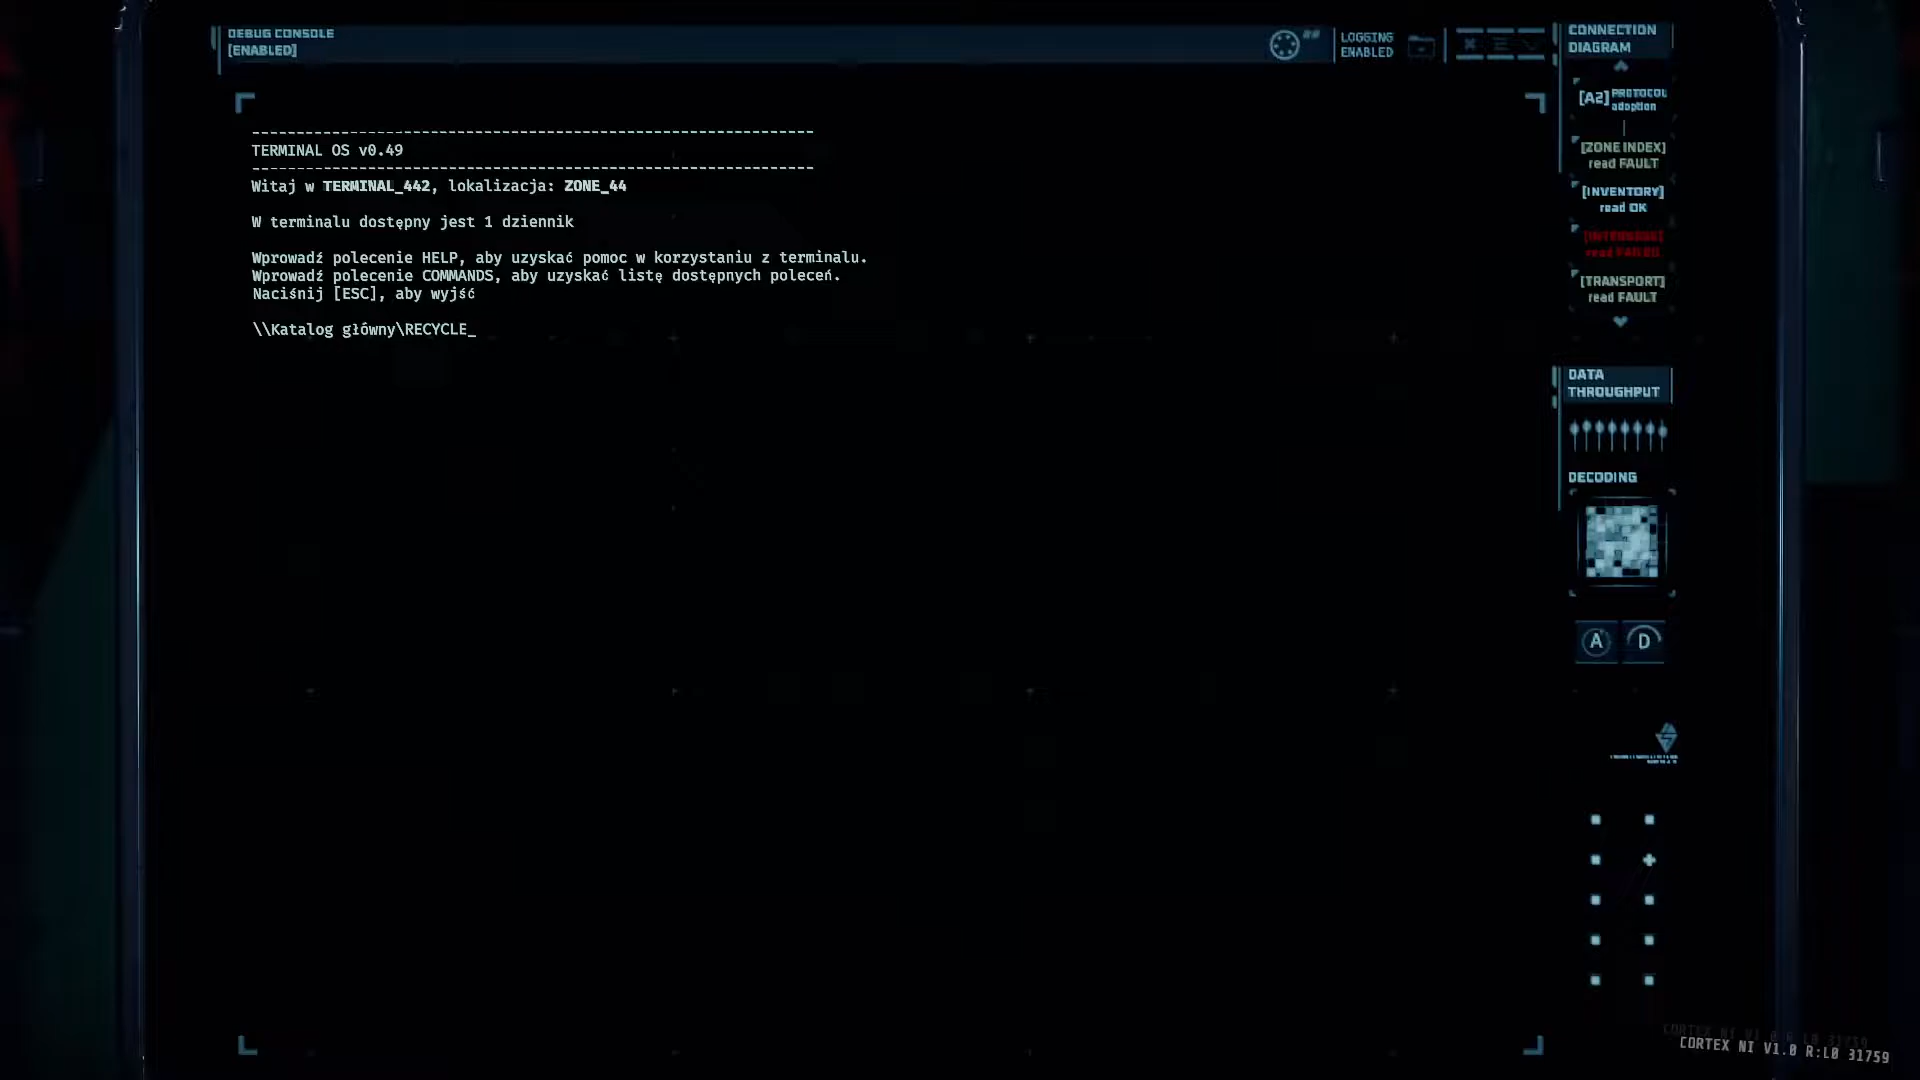 DEBUG CONSOLE
[ENABLED]
LOGGING
ENABLED
CONNECTION
DIAGRAM
[A2] PROTOCOL
adoption
[ZONE INDEX]
read FAULT
[INVENTORY]
read OK
read FAILED
[TRANSPORT]
read FAULT
------------------------------------------------------------
TERMINAL OS v0.49
------------------------------------------------------------
Witaj w TERMINAL_442, lokalizacja: ZONE_44
W terminalu dostępny jest 1 dziennik
Wprowadź polecenie HELP, aby uzyskać pomoc w korzystaniu z terminalu.
Wprowadź polecenie COMMANDS, aby uzyskać listę dostępnych poleceń.
Naciśnij [ESC], aby wyjść
\\Katalog główny\RECYCLE_
DATA
THROUGHPUT
DECODING
A D
CORTEX NI V1.0 R:L0 31759